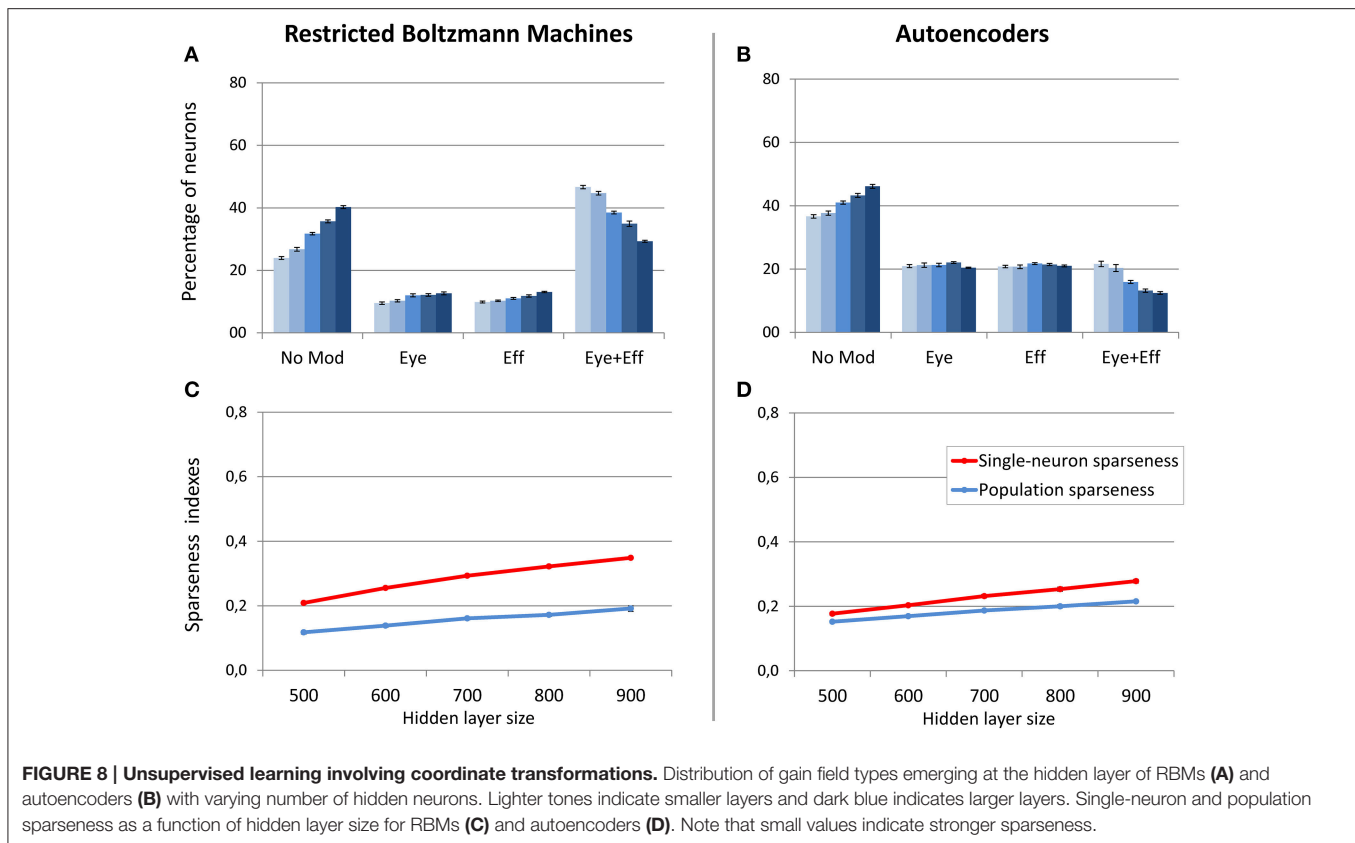 Restricted Boltzmann Machines
Autoencoders
A
Percentage of neurons
80
60
40
20
00
No Mod Eye Eff Eye+Eff
B
80
60
40
20
00
No Mod Eye Eff Eye+Eff
C
Sparseness indexes
0,8
0,6
0,4
0,2
0,0
500 600 700 800 900
Hidden layer size
D
0,8
0,6
0,4
0,2
0,0
Single-neuron sparseness
Population sparseness
500 600 700 800 900
Hidden layer size
FIGURE 8 | Unsupervised learning involving coordinate transformations. Distribution of gain field types emerging at the hidden layer of RBMs (A) and
autoencoders (B) with varying number of hidden neurons. Lighter tones indicate smaller layers and dark blue indicates larger layers. Single-neuron and population
sparseness as a function of hidden layer size for RBMs (C) and autoencoders (D). Note that small values indicate stronger sparseness.